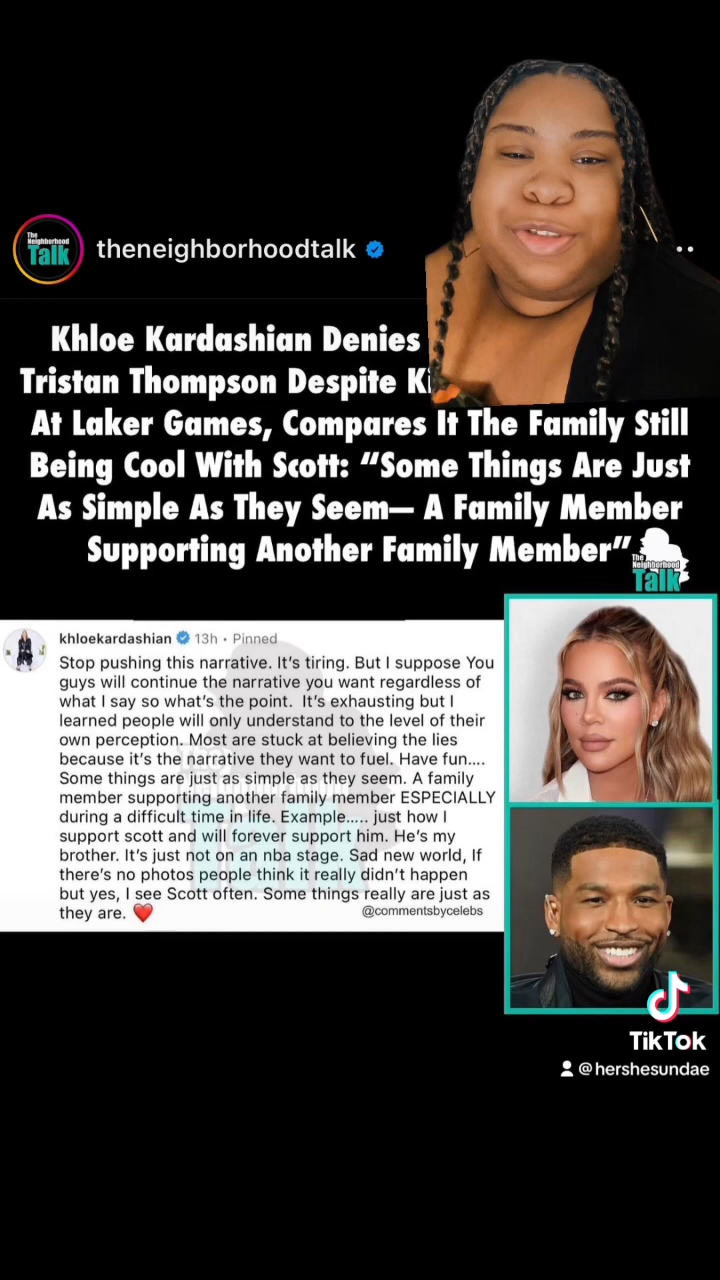 The
Neighborhood
Talk
theneighborhoodtalk
Khloe Kardashian Denies
Tristan Thompson Despite Ki
At Laker Games, Compares It The Family Still
Being Cool With Scott: “Some Things Are Just
As Simple As They Seem— A Family Member
Supporting Another Family Member”
The
Neighborhood
Talk
khloekardashian 13h • Pinned
Stop pushing this narrative. It’s tiring. But I suppose You
guys will continue the narrative you want regardless of
what I say so what’s the point.  It’s exhausting but I
learned people will only understand to the level of their
own perception. Most are stuck at believing the lies
because it’s the narrative they want to fuel. Have fun....
Some things are just as simple as they seem. A family
member supporting another family member ESPECIALLY
during a difficult time in life. Example..... just how I
support scott and will forever support him. He’s my
brother. It’s just not on an nba stage. Sad new world, If
there’s no photos people think it really didn’t happen
but yes, I see Scott often. Some things really are just as
they are. ❤️
@commentsbycelebs
TikTok
@hershesundae